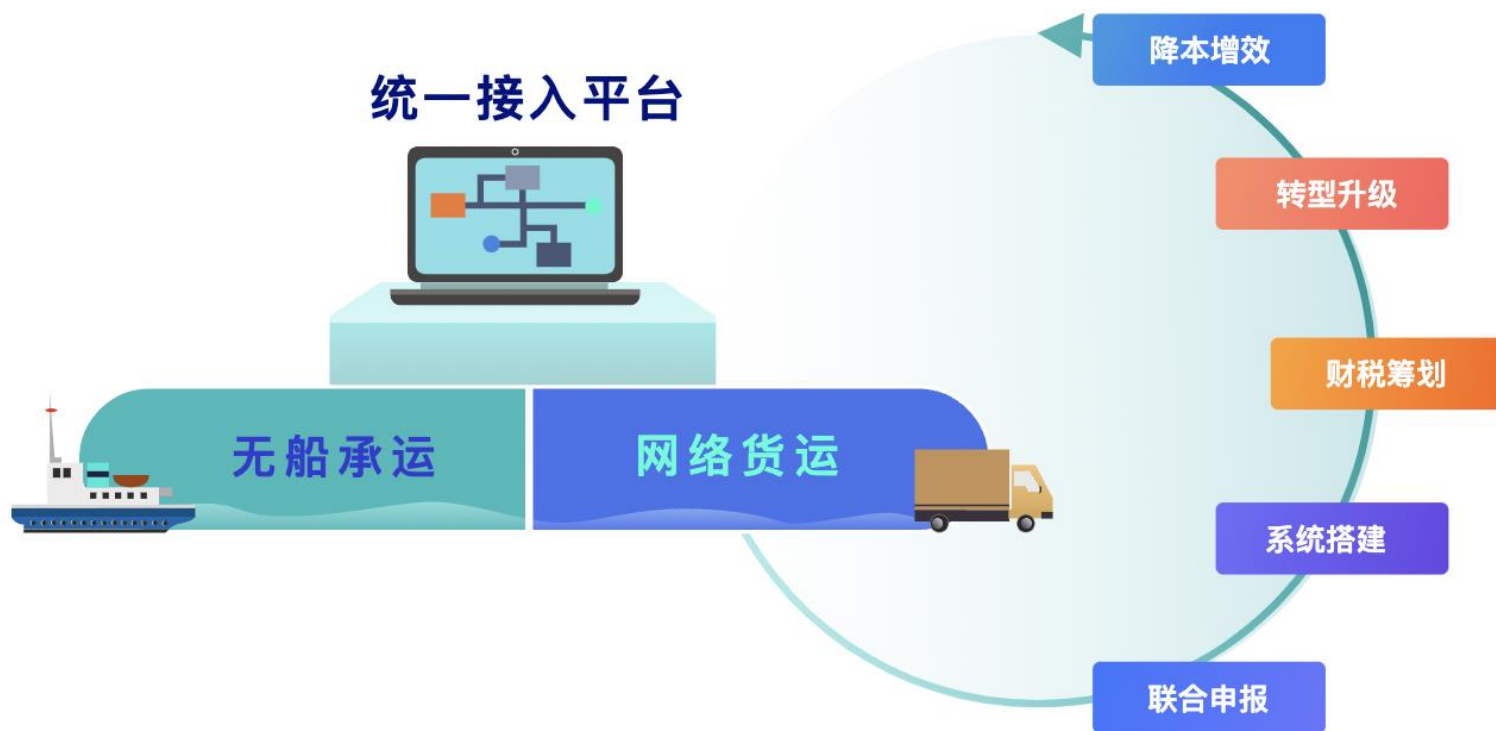 统一接入平台
无船承运
网络货运
降本增效
转型升级
财税筹划
系统搭建
联合申报